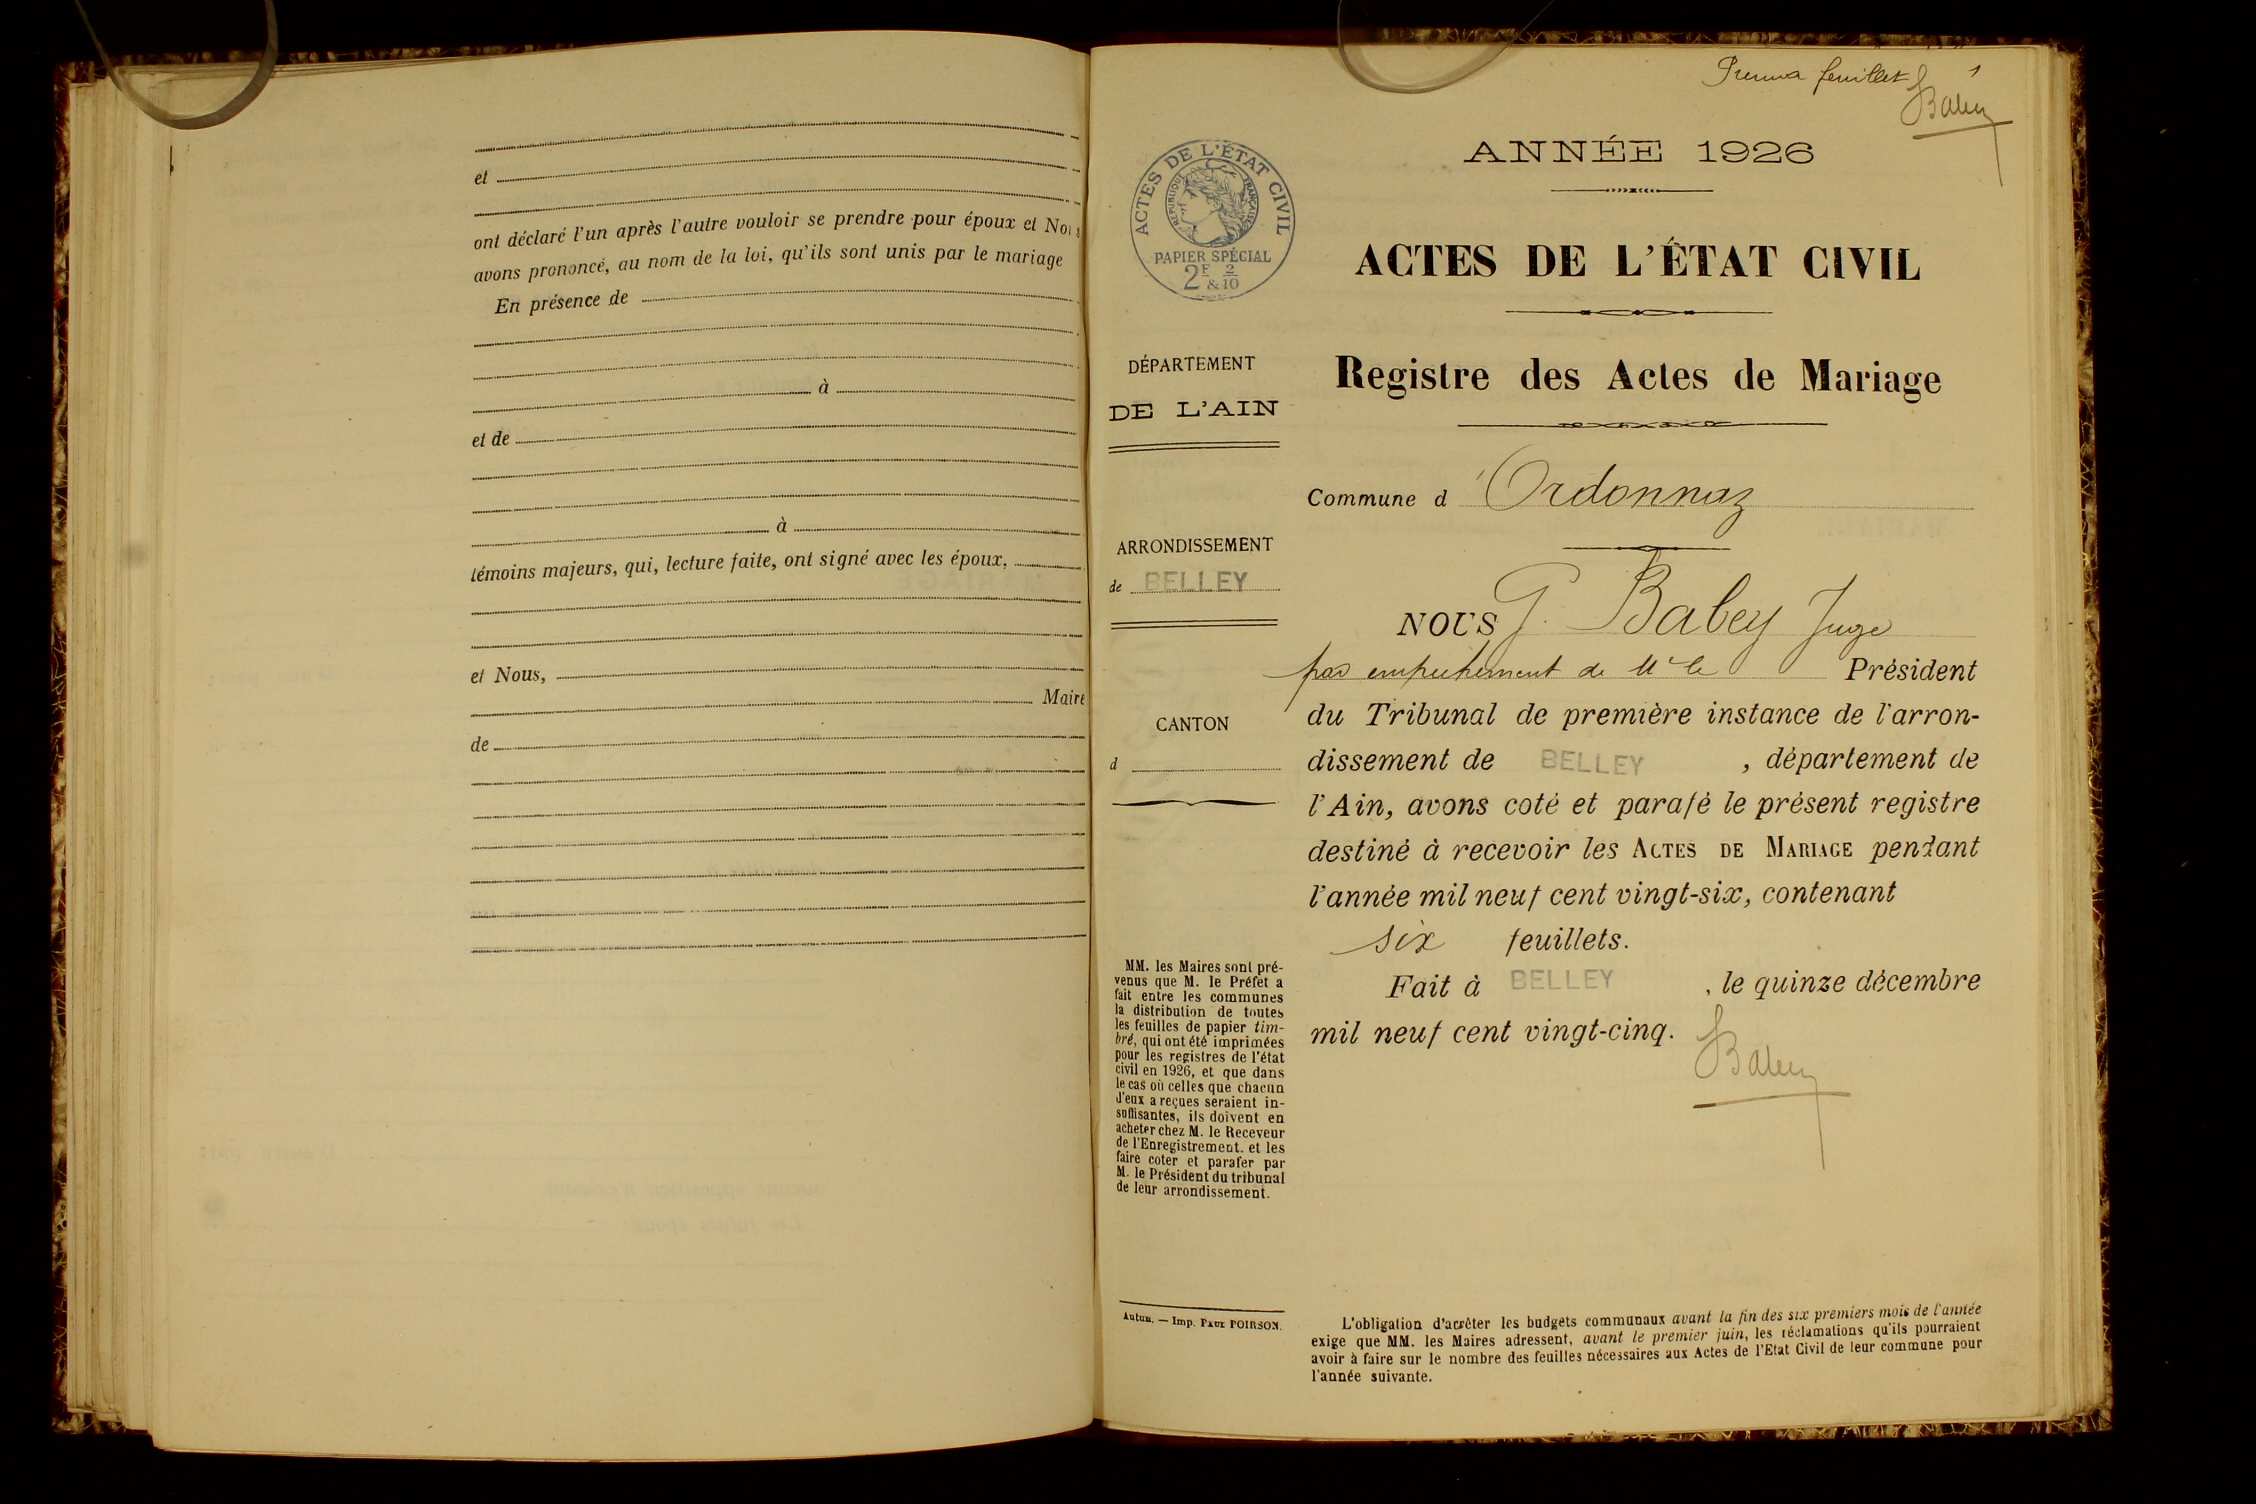 et
ont déclaré l'un après l'autre vouloir se prendre pour époux et Nous
avons prononcé, au nom de la loi, qu'ils sont unis par le mariage
En présence de
à
et de
à
témoins majeurs, qui, lecture faite, ont signé avec les époux,
et Nous,
Maire
de
Premier feuillet 1
Babey
ANNÉE 1926
ACTES DE L'ÉTAT CIVIL
RÉPUBLIQUE FRANÇAISE
PAPIER SPÉCIAL
2F & 2/10
ACTES DE L'ÉTAT CIVIL
Registre des Actes de Mariage
DÉPARTEMENT
DE L'AIN
ARRONDISSEMENT
de BELLEY
CANTON
d
MM. les Maires sont pré-
venus que M. le Préfet a
fait entre les communes
la distribution de toutes
les feuilles de papier tim-
bré, qui ont été imprimées
pour les registres de l'état
civil en 1926, et que dans
le cas où celles que chacun
d'eux a reçues seraient in-
suffisantes, ils doivent en
acheter chez M. le Receveur
de l'Enregistrement. et les
faire coter et parafer par
M. le Président du tribunal
de leur arrondissement.
Autun. — Imp. PAUL POIRSON.
Commune d'Ordonnaz
NOUS G. Babey Juge
par empechement de Mr le Président
du Tribunal de première instance de l'arron-
dissement de BELLEY, département de
l'Ain, avons coté et parafé le présent registre
destiné à recevoir les ACTES DE MARIAGE pendant
l'année mil neuf cent vingt-six, contenant
six feuillets.
Fait à BELLEY, le quinze décembre
mil neuf cent vingt-cinq.
Babey
L'obligation d'arrêter les budgets communaux avant la fin des six premiers mois de l'année
exige que MM. les Maires adressent, avant le premier juin, les réclamations qu'ils pourraient
avoir à faire sur le nombre des feuilles nécessaires aux Actes de l'Etat Civil de leur commune pour
l'année suivante.